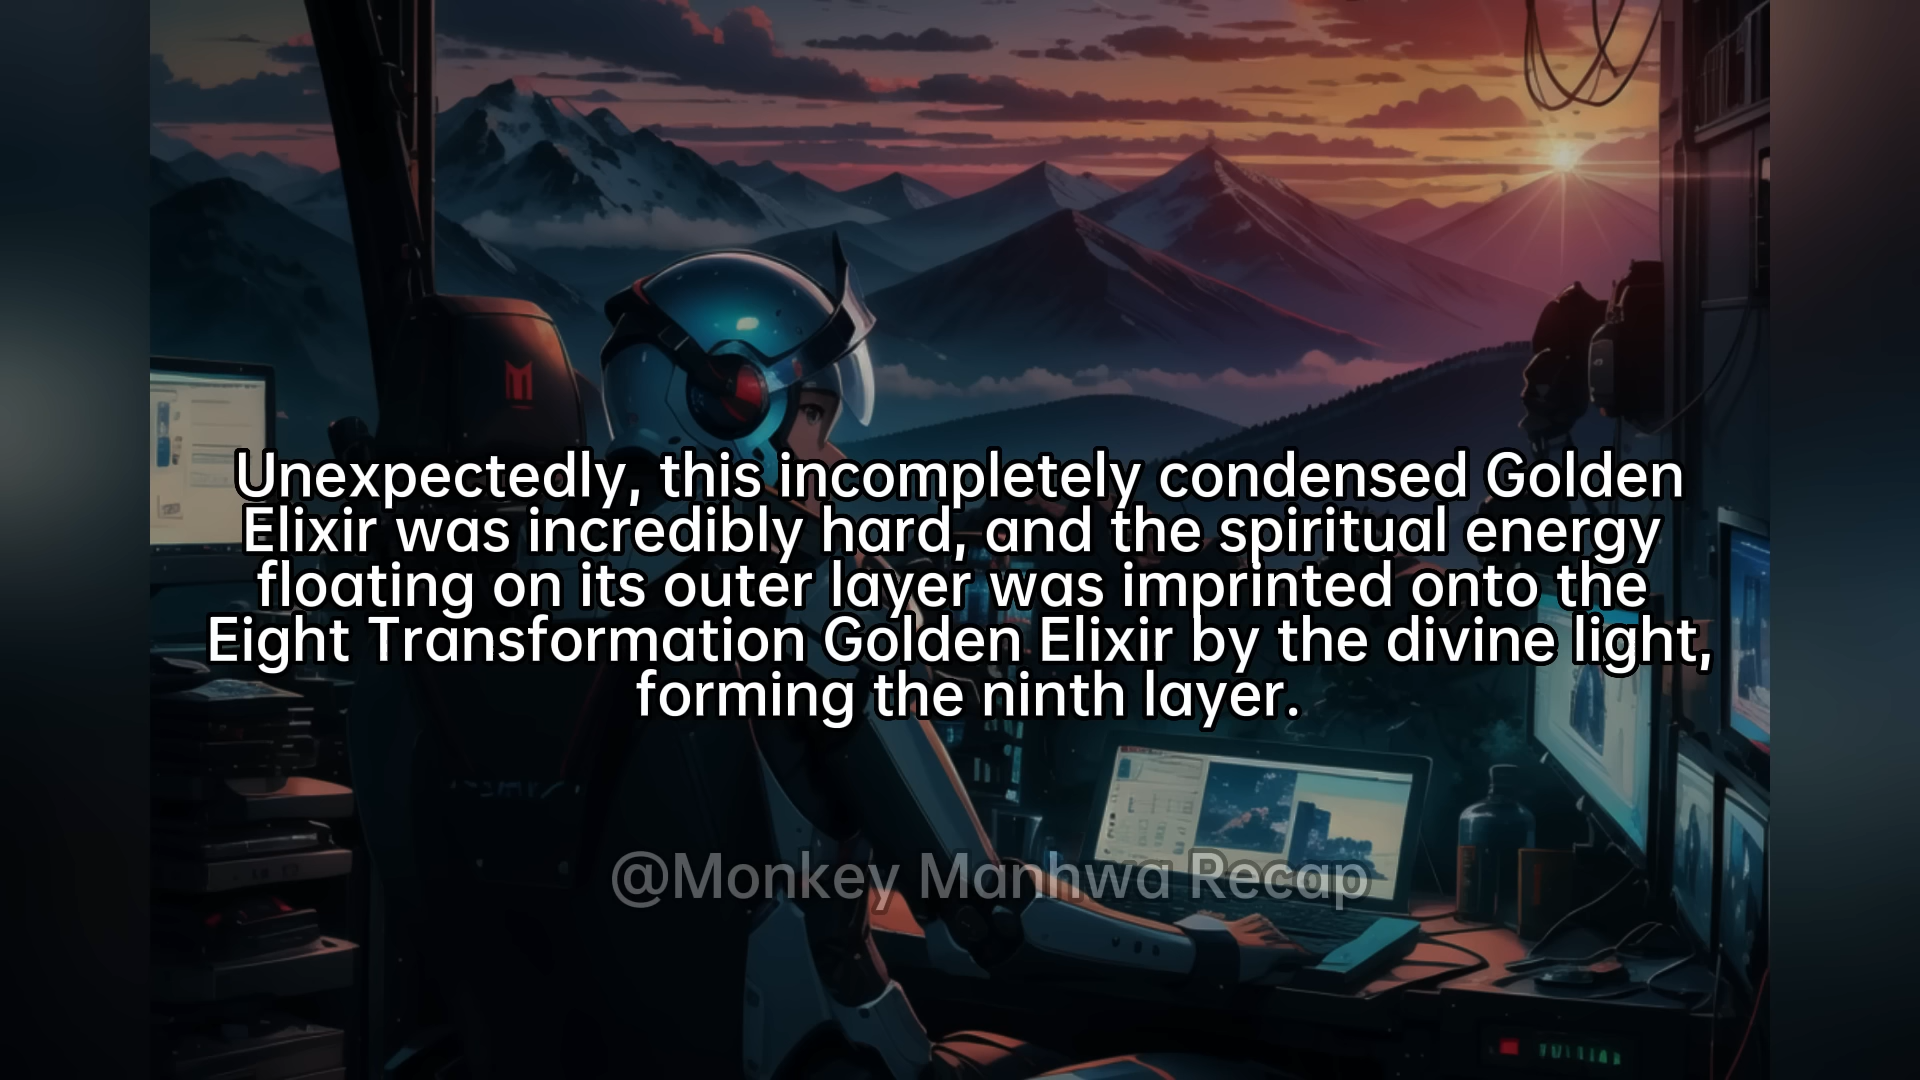 Unexpectedly, this incompletely condensed Golden
Elixir was incredibly hard, and the spiritual energy
floating on its outer layer was imprinted onto the
Eight Transformation Golden Elixir by the divine light,
forming the ninth layer.
@Monkey Manhwa Recap